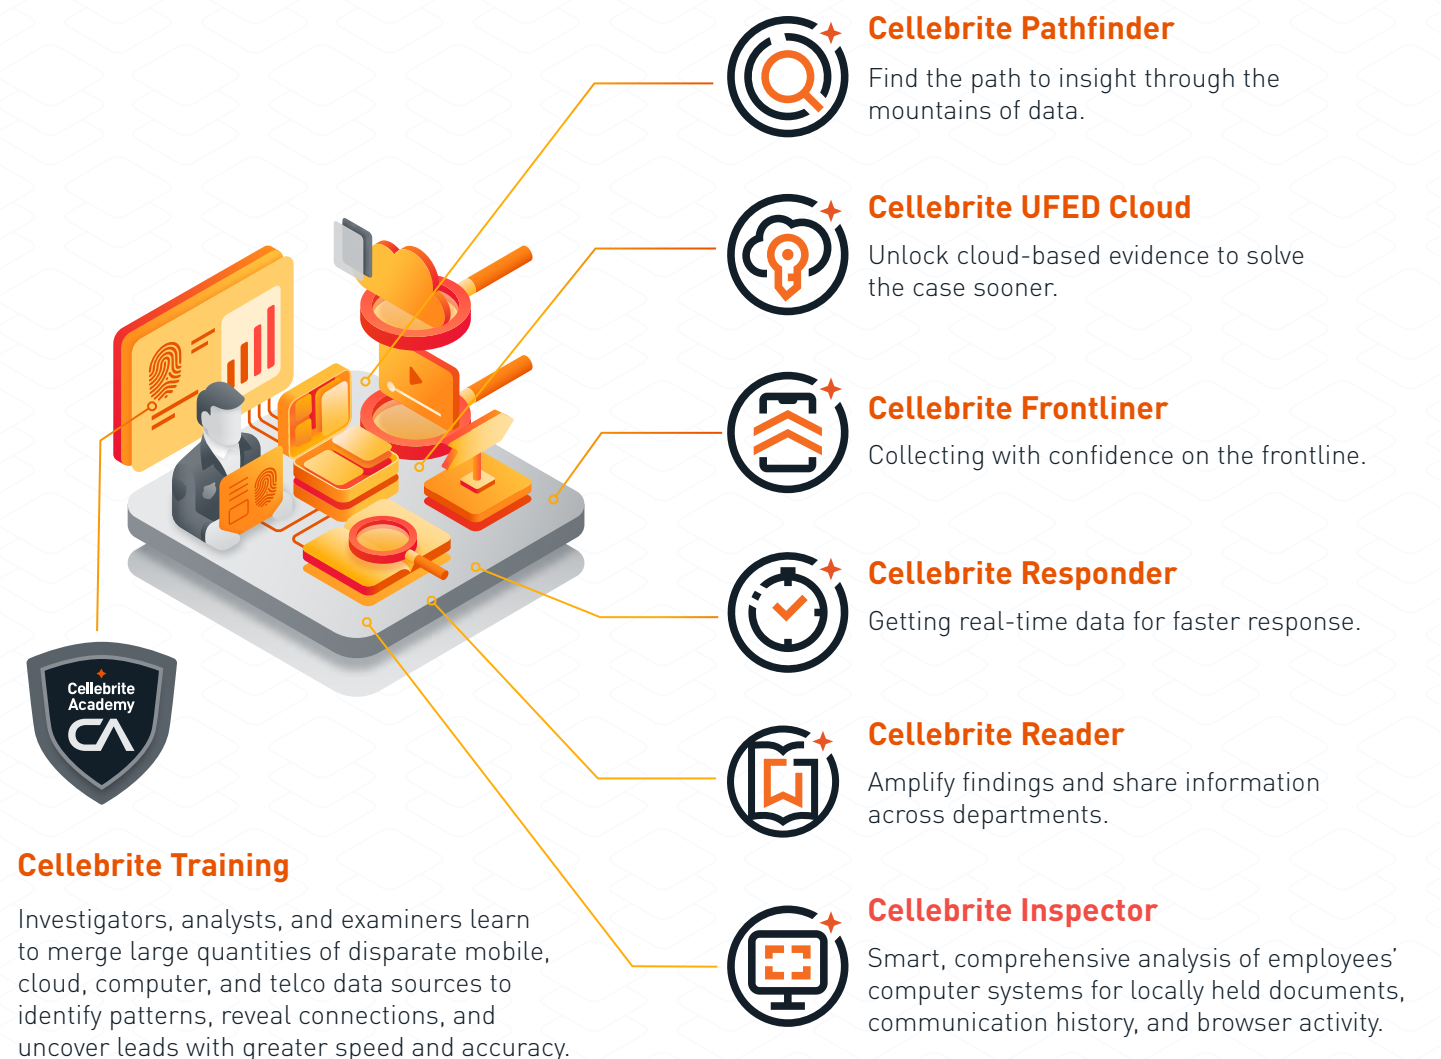 Cellebrite Pathfinder
Find the path to insight through the
mountains of data.
Cellebrite UFED Cloud
Unlock cloud-based evidence to solve
the case sooner.
Cellebrite Frontliner
Collecting with confidence on the frontline.
Cellebrite Responder
Getting real-time data for faster response.
Cellebrite Reader
Amplify findings and share information
across departments.
Cellebrite Inspector
Smart, comprehensive analysis of employees’
computer systems for locally held documents,
communication history, and browser activity.
Cellebrite
Academy
CA
Cellebrite Training
Investigators, analysts, and examiners learn
to merge large quantities of disparate mobile,
cloud, computer, and telco data sources to
identify patterns, reveal connections, and
uncover leads with greater speed and accuracy.